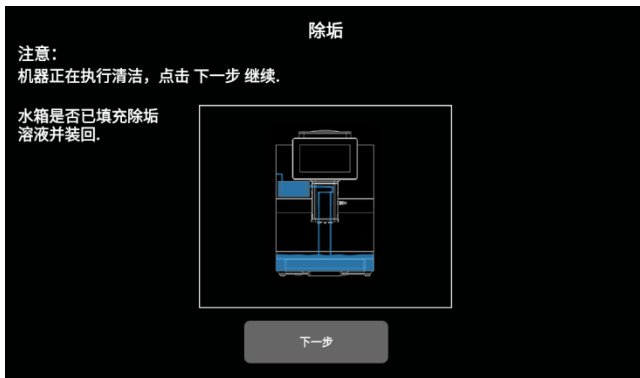 除垢
注意：
机器正在执行清洁，点击 下一步 继续.
水箱是否已填充除垢
溶液并装回.
下一步